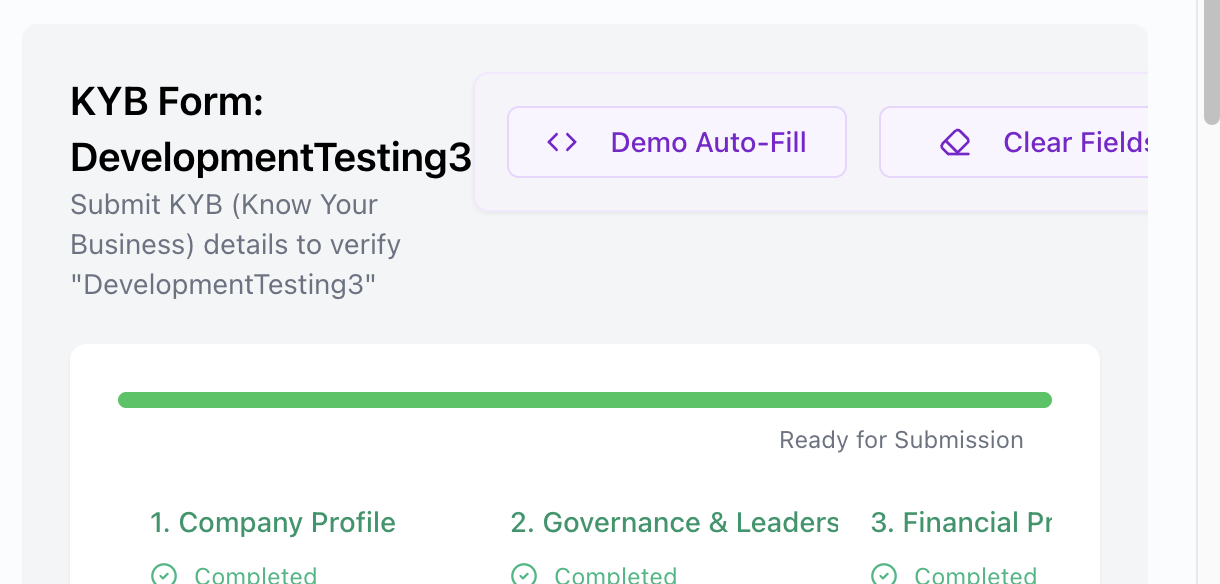 KYB Form:
DevelopmentTesting3
Submit KYB (Know Your
Business) details to verify
"DevelopmentTesting3"
Demo Auto-Fill
Clear Fields
Ready for Submission
1. Company Profile
Completed
2. Governance & Leaders
Completed
3. Financial Pr
Completed